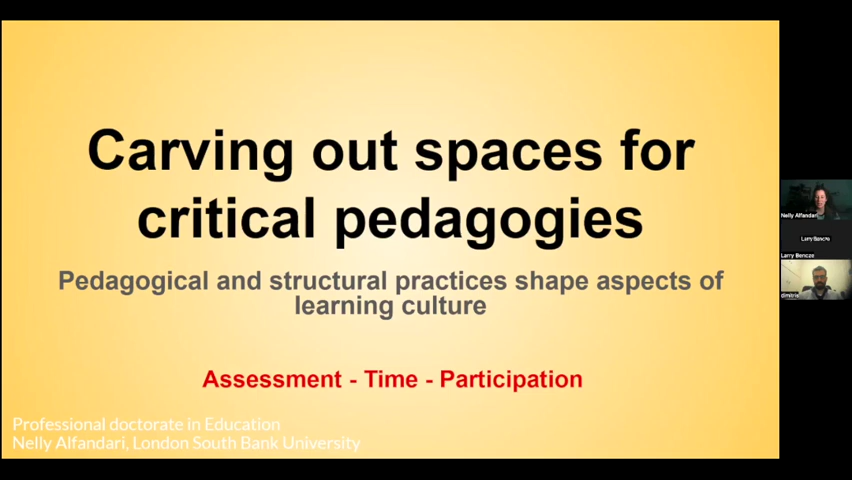 Carving out spaces for
critical pedagogies
Pedagogical and structural practices shape aspects of
learning culture
Assessment - Time - Participation
Professional doctorate in Education
Nelly Alfandari, London South Bank University
Nelly Alfandari
Larry Bencze
Larry Bencze
dimitris